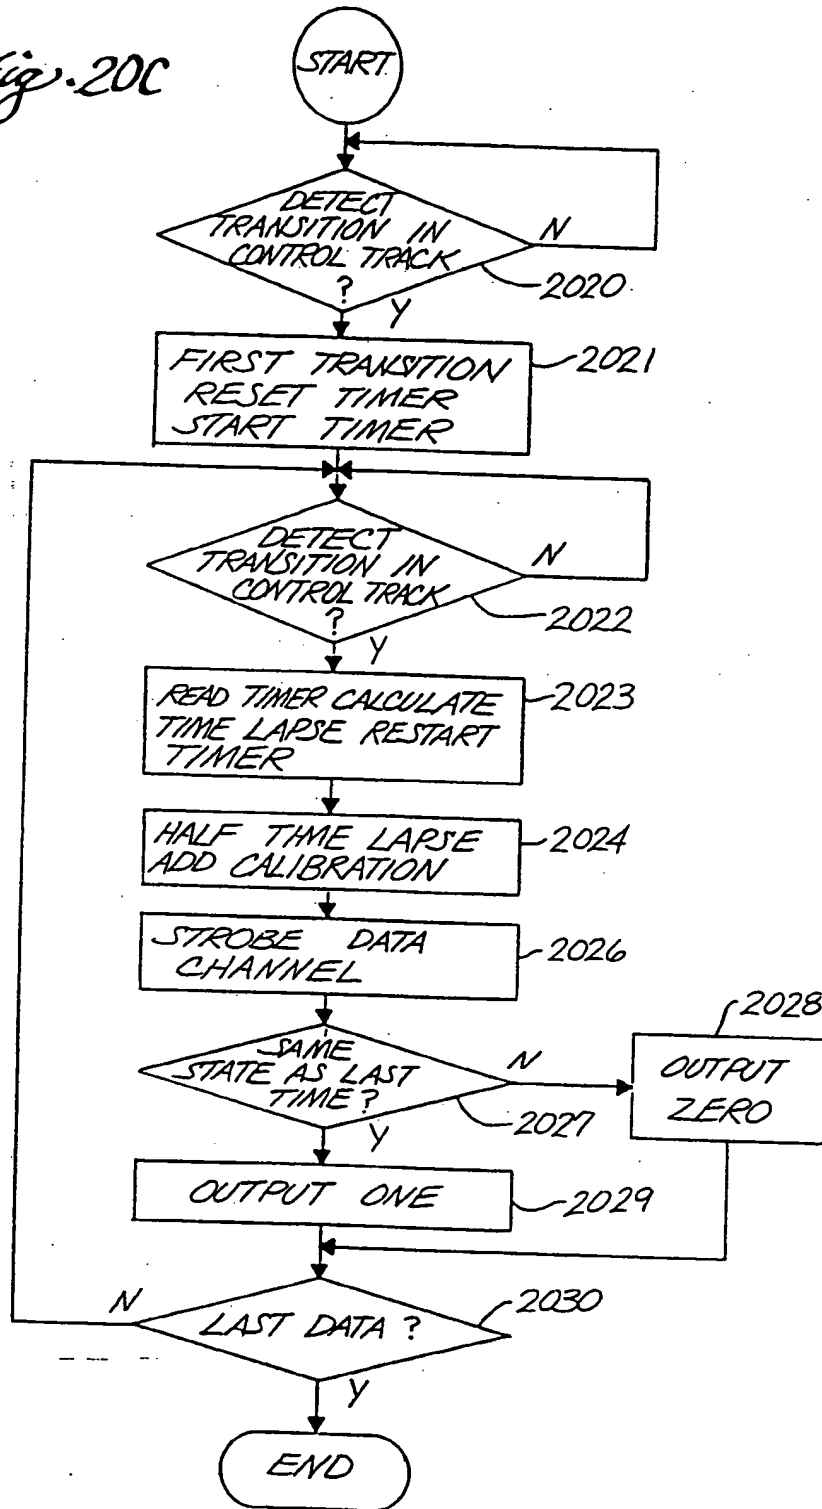 Fig. 20C
START
DETECT
TRANSITION IN
CONTROL TRACK
?
N
2020
Y
FIRST TRANSITION
RESET TIMER
START TIMER
2021
DETECT
TRANSITION IN
CONTROL TRACK
?
N
2022
Y
READ TIMER CALCULATE
TIME LAPSE RESTART
TIMER
2023
HALF TIME LAPSE
ADD CALIBRATION
2024
STROBE DATA
CHANNEL
2026
SAME
STATE AS LAST
TIME?
N
2027
Y
2028
OUTPUT
ZERO
OUTPUT ONE
2029
N
LAST DATA ?
2030
Y
END